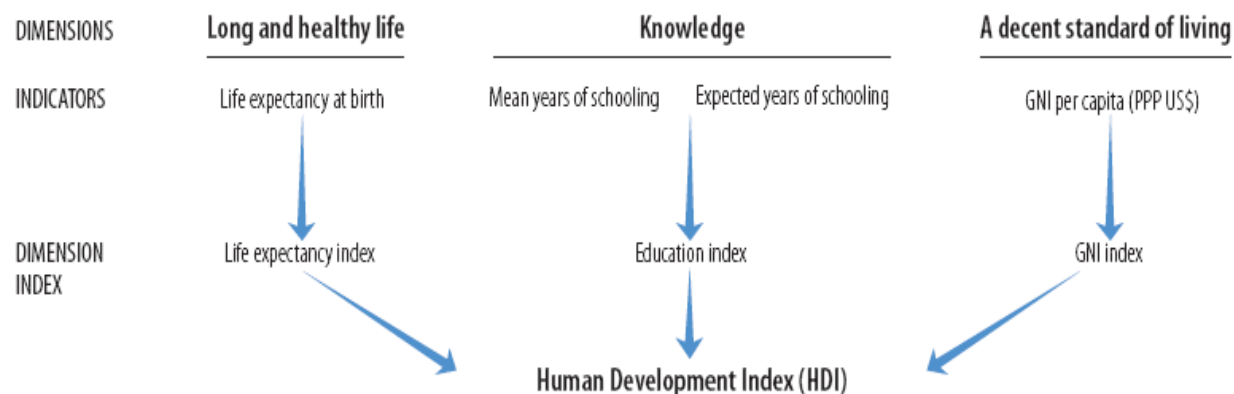 DIMENSIONS Long and healthy life Knowledge A decent standard of living
INDICATORS Life expectancy at birth Mean years of schooling Expected years of schooling GNI per capita (PPP US$)
DIMENSION Life expectancy index Education index GNI index
INDEX
Human Development Index (HDI)